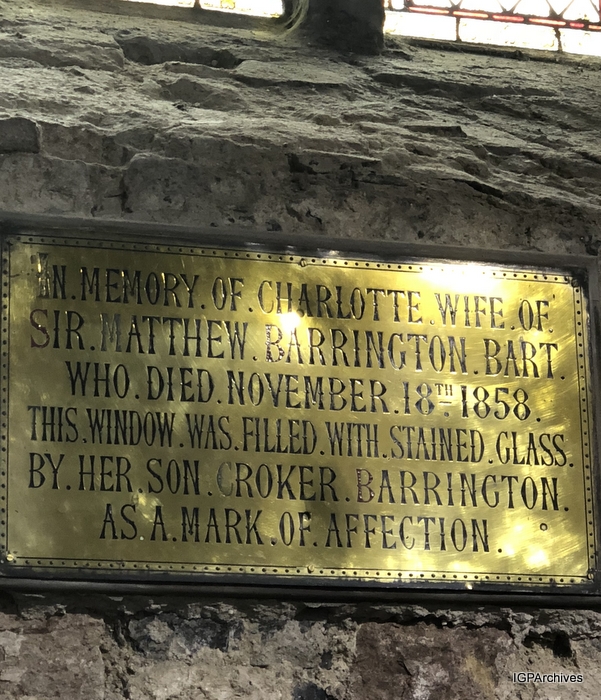 IN.MEMORY.OF.CHARLOTTE.WIFE.OF.
SIR.MATTHEW.BARRINGTON.BART.
WHO.DIED.NOVEMBER.18TH.1858.
THIS.WINDOW.WAS.FILLED.WITH.STAINED.GLASS.
BY.HER.SON.CROKER.BARRINGTON.
AS.A.MARK.OF.AFFECTION.
IGPArchives